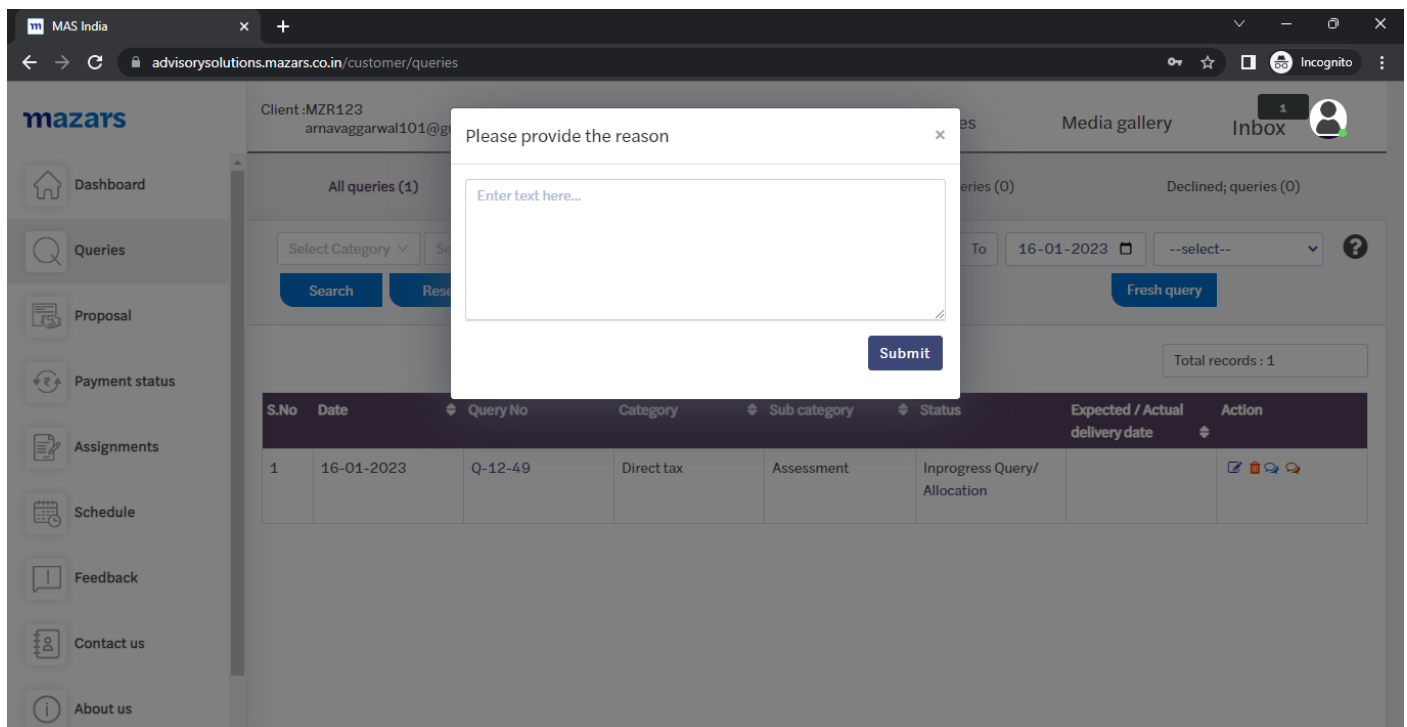 MAS India
advisorysolutions.mazars.co.in/customer/queries
Incognito
mazars
Client :MZR123
Media gallery
1
Inbox
Please provide the reason
×
Enter text here...
Submit
Dashboard
Queries
Proposal
Payment status
Assignments
Schedule
Feedback
Contact us
About us
All queries (1)
Declined; queries (0)
Select Category
To
16-01-2023
--select--
Search
Fresh query
Total records : 1
S.No Date Query No Category Sub category Status Expected / Actual Action
delivery date
1 16-01-2023 Q-12-49 Direct tax Assessment Inprogress Query/
Allocation